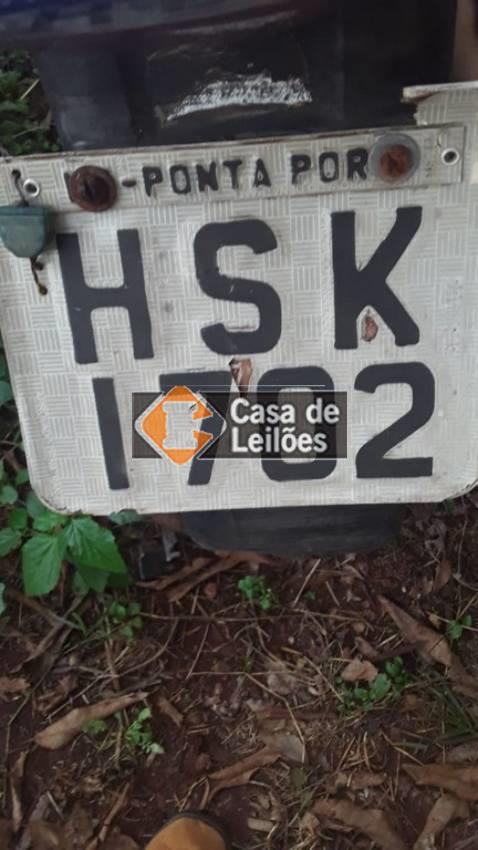 -PONTA POR
HSK
1702
Casa de
Leilões